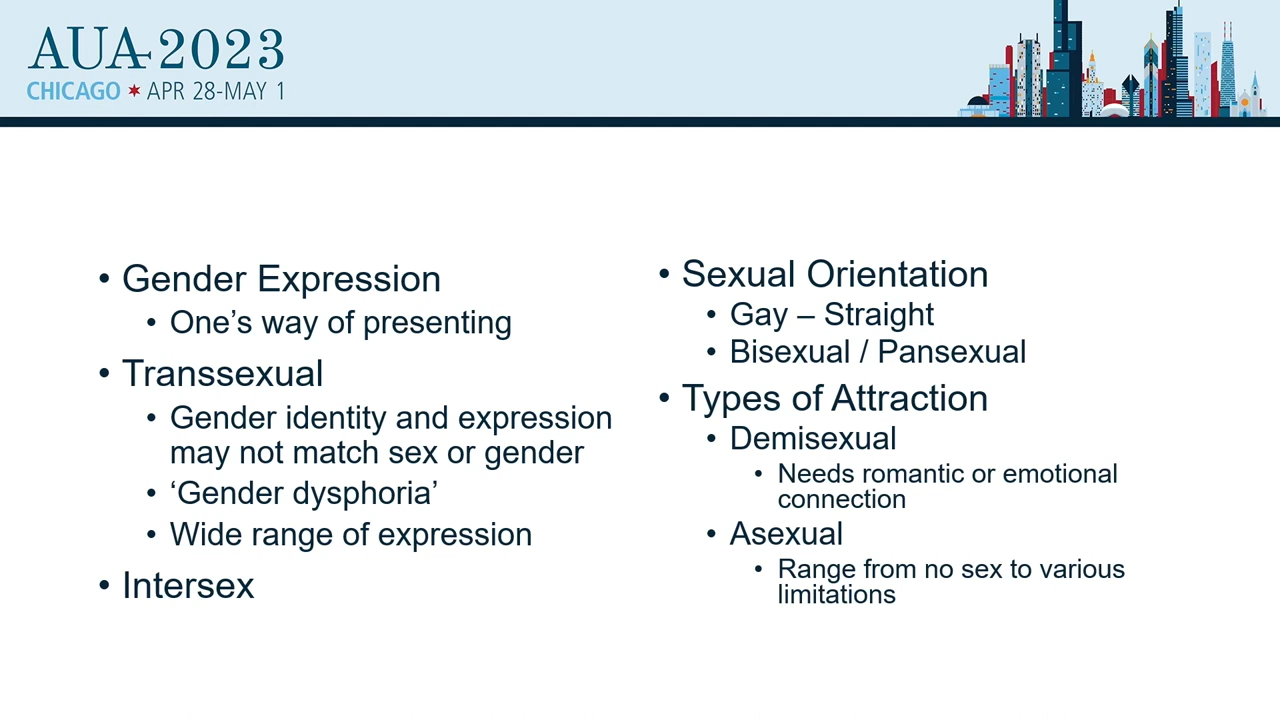 AUA 2023
CHICAGO ★ APR 28-MAY 1
• Gender Expression
• One’s way of presenting
• Transsexual
• Gender identity and expression
may not match sex or gender
• ‘Gender dysphoria’
• Wide range of expression
• Intersex
• Sexual Orientation
• Gay – Straight
• Bisexual / Pansexual
• Types of Attraction
• Demisexual
• Needs romantic or emotional
connection
• Asexual
• Range from no sex to various
limitations